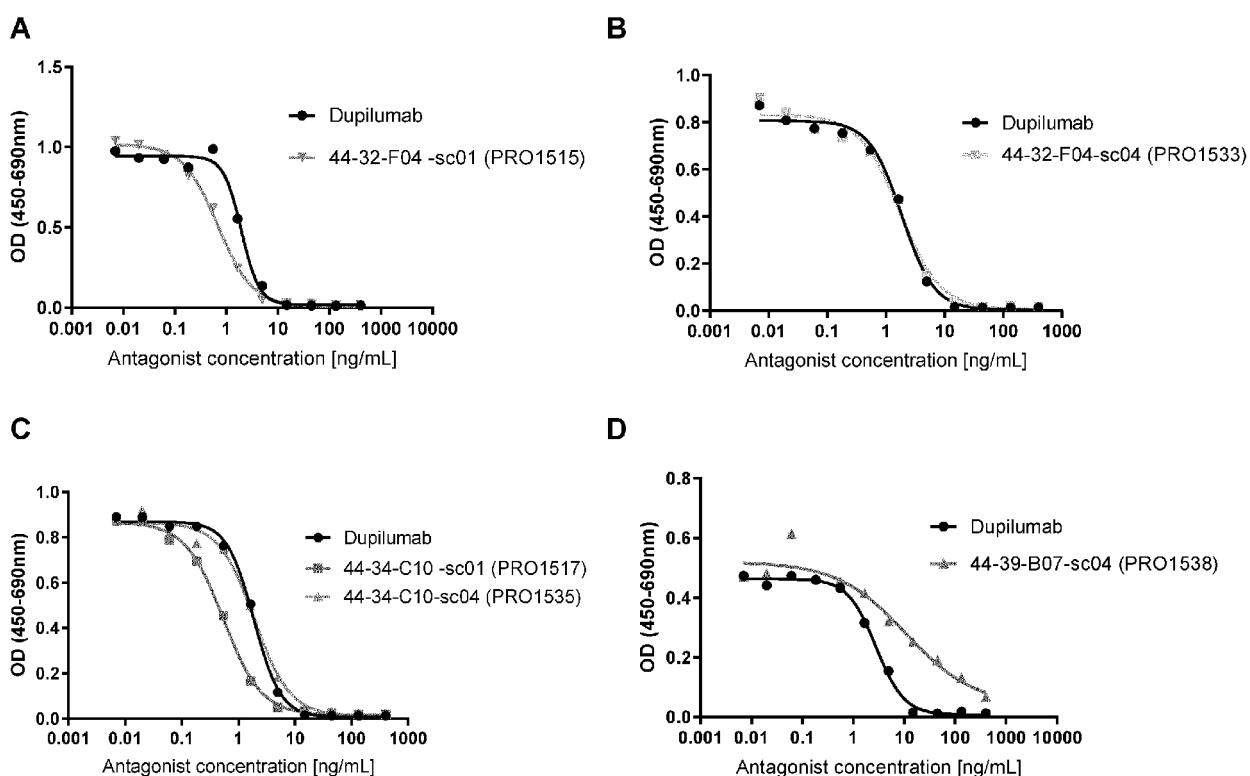 A
OD (450-690nm)
1.5
1.0
0.5
0.0
0.001 0.01 0.1 1 10 100 1000 10000
Antagonist concentration [ng/mL]
Dupilumab
44-32-F04 -sc01 (PRO1515)
B
OD (450-690nm)
1.0
0.8
0.6
0.4
0.2
0.0
0.001 0.01 0.1 1 10 100 1000
Antagonist concentration [ng/mL]
Dupilumab
44-32-F04-sc04 (PRO1533)
C
OD (450-690nm)
1.0
0.8
0.6
0.4
0.2
0.0
0.001 0.01 0.1 1 10 100 1000
Antagonist concentration [ng/mL]
Dupilumab
44-34-C10 -sc01 (PRO1517)
44-34-C10-sc04 (PRO1535)
D
OD (450-690nm)
0.8
0.6
0.4
0.2
0.0
0.001 0.01 0.1 1 10 100 1000 10000
Antagonist concentration [ng/mL]
Dupilumab
44-39-B07-sc04 (PRO1538)